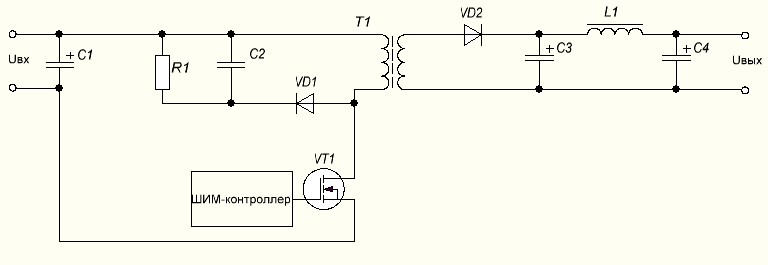 T1
VD2
L1
Uвх
+ C1
R1
C2
VD1
+ C3
+ C4
Uвых
VT1
ШИМ-контроллер